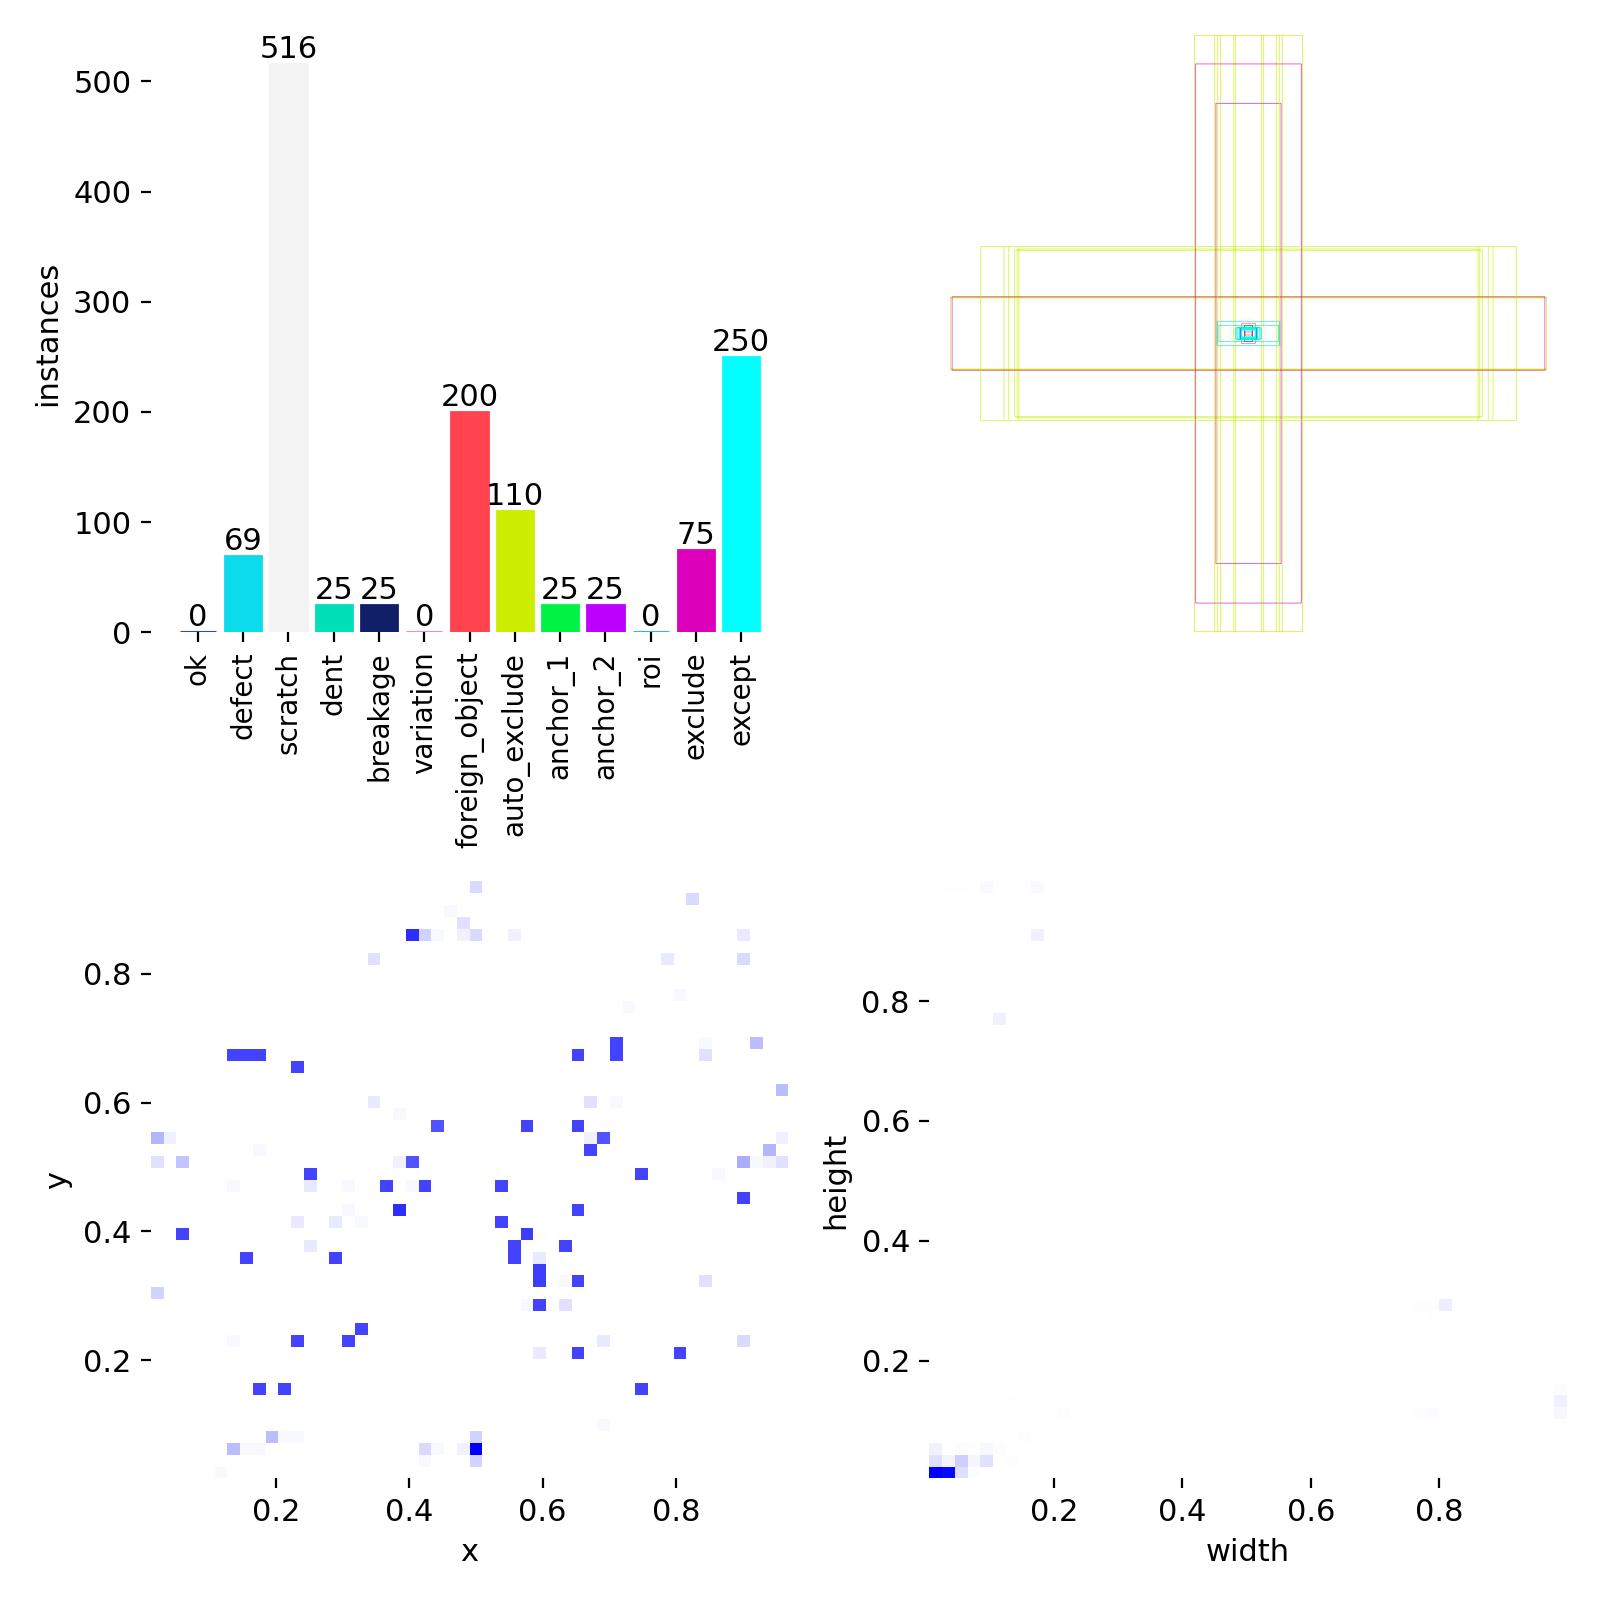 516
500
400
300
250
200
200
110
100
69
75
25
25
25
25
0
0
0
0
instances
ok
defect
scratch
dent
breakage
variation
foreign_object
auto_exclude
anchor_1
anchor_2
roi
exclude
except
0.8
0.6
0.4
0.2
y
0.2
0.4
0.6
0.8
x
0.8
0.6
0.4
0.2
height
0.2
0.4
0.6
0.8
width